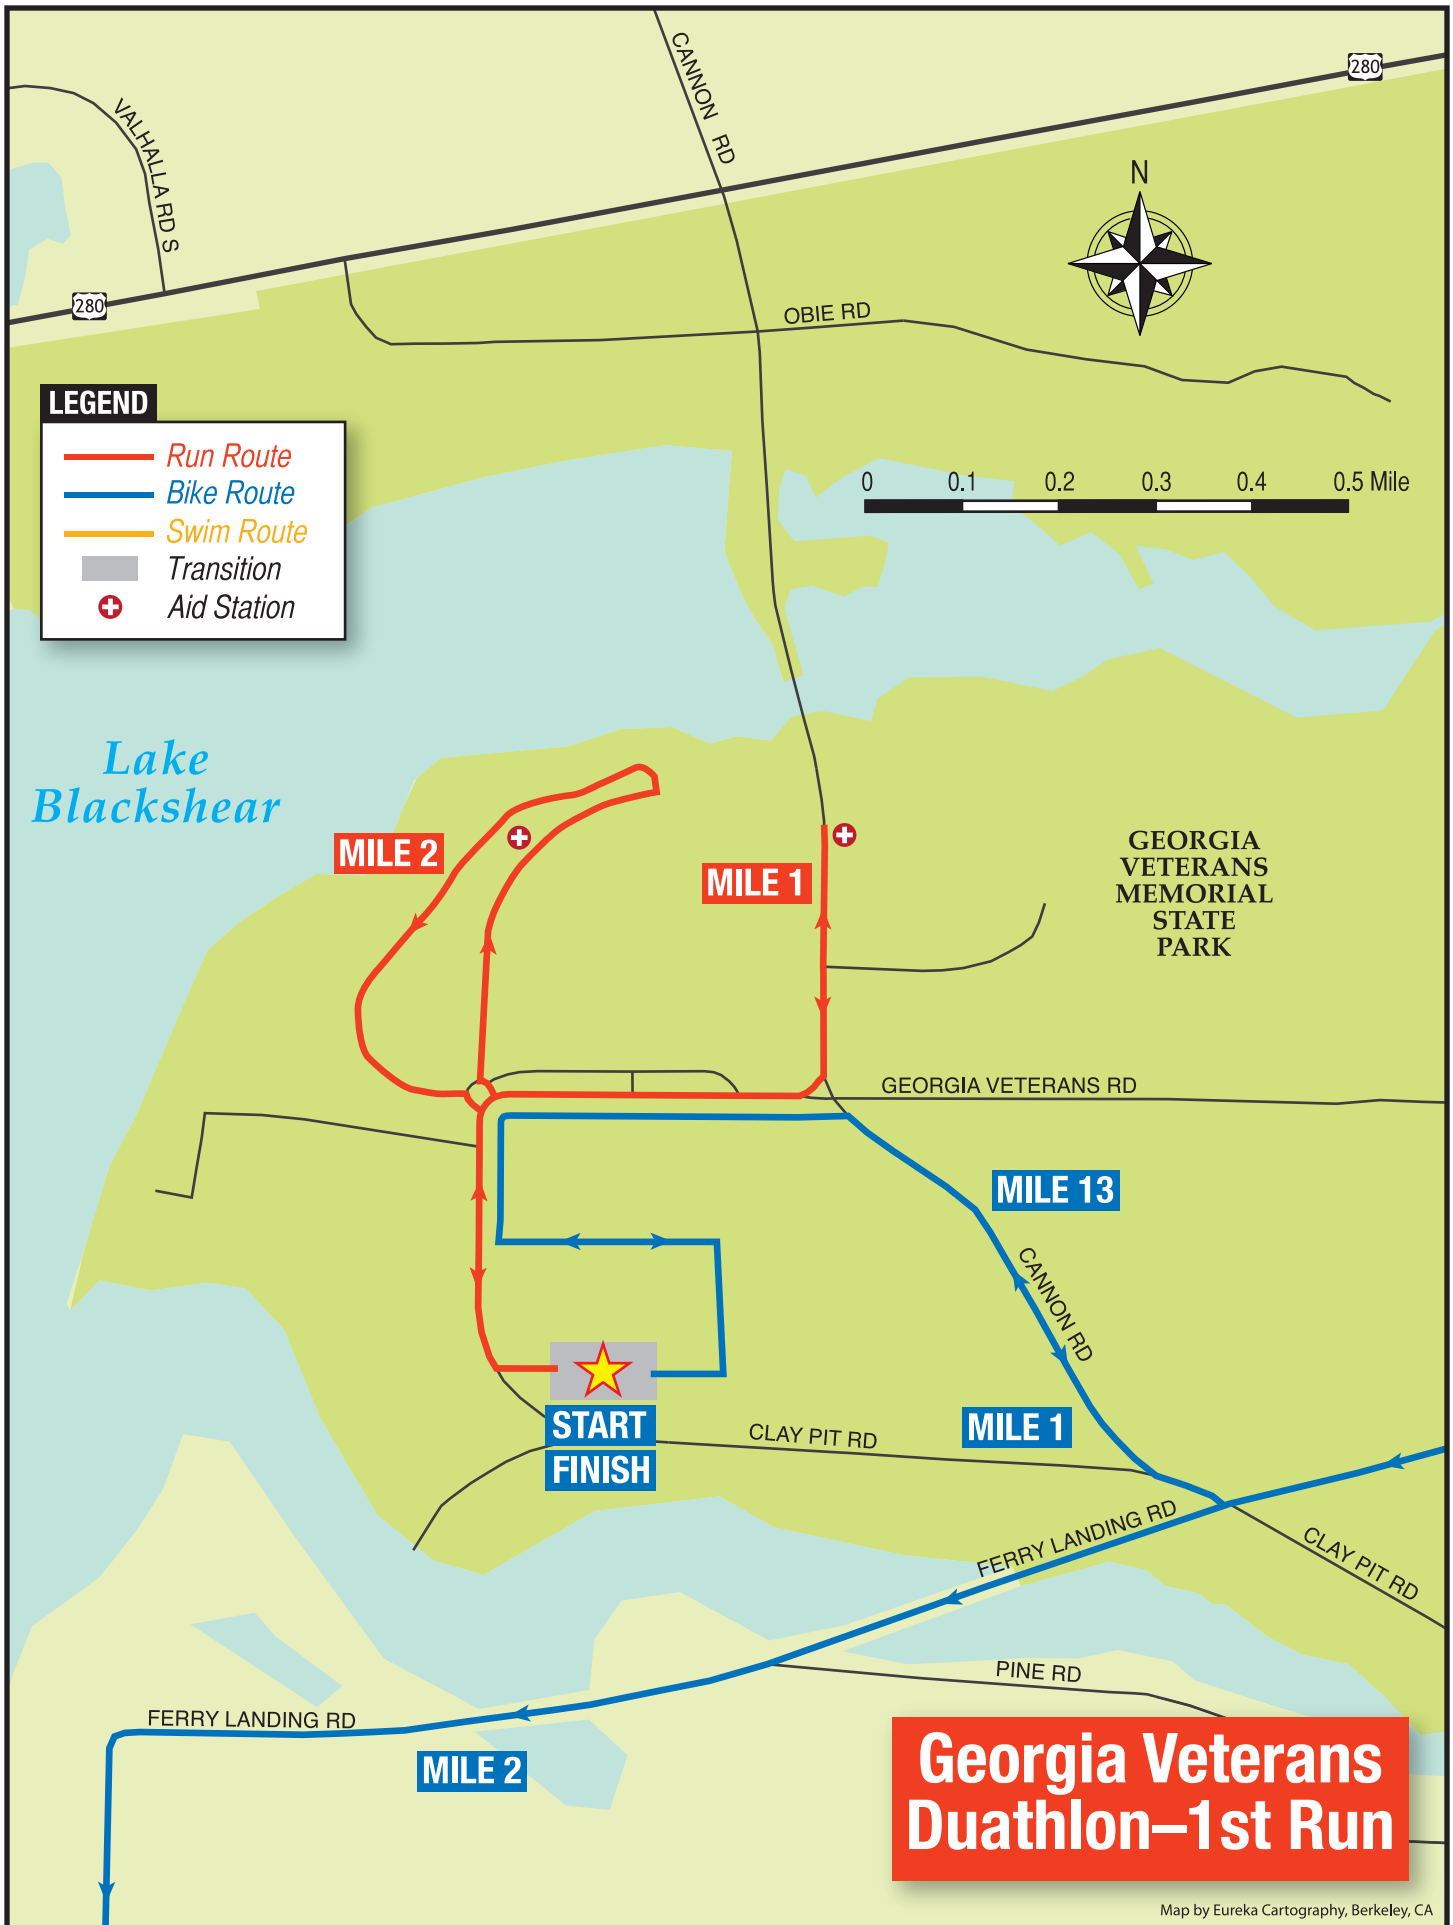 CANNON RD
280
VALHALLA RD S
N
280
OBIE RD
LEGEND
Run Route
Bike Route
Swim Route
Transition
Aid Station
0 0.1 0.2 0.3 0.4 0.5 Mile
Lake
Blackshear
MILE 2
MILE 1
GEORGIA
VETERANS
MEMORIAL
STATE
PARK
GEORGIA VETERANS RD
MILE 13
CANNON RD
START
FINISH
CLAY PIT RD
MILE 1
FERRY LANDING RD
CLAY PIT RD
PINE RD
FERRY LANDING RD
MILE 2
Georgia Veterans
Duathlon–1st Run
Map by Eureka Cartography, Berkeley, CA